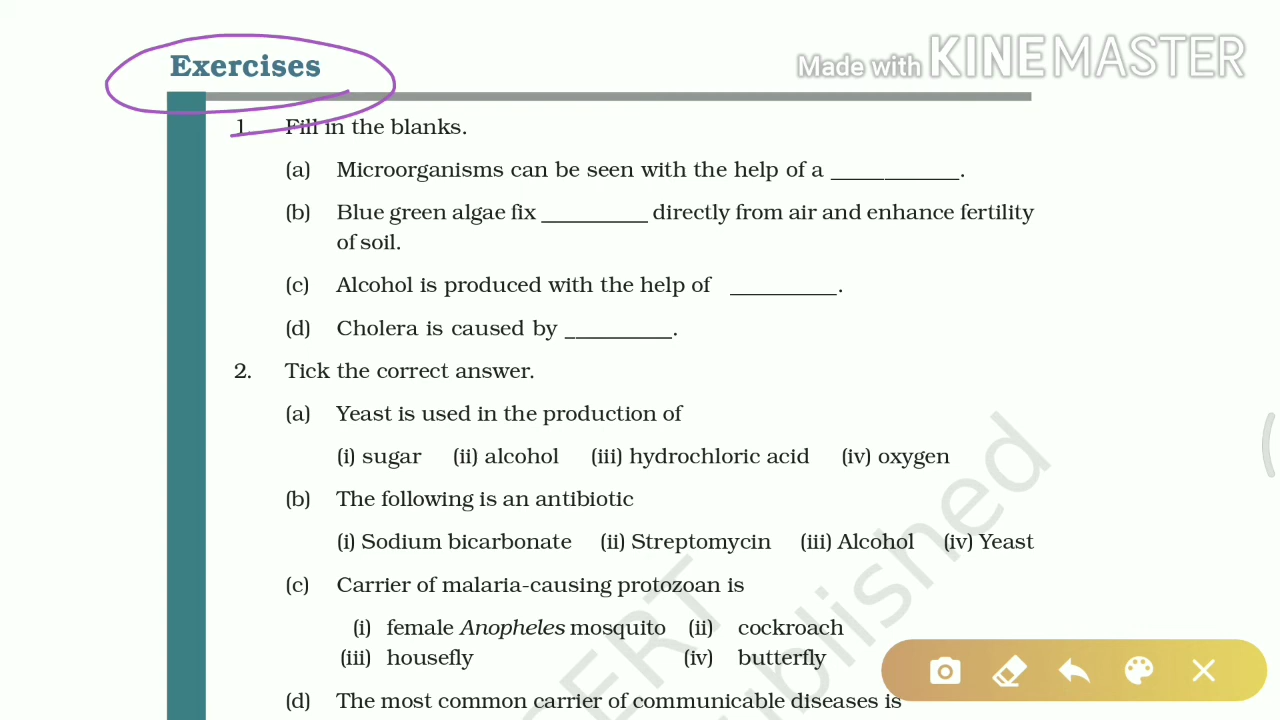 Exercises
Made with KINEMASTER
1. Fill in the blanks.
(a) Microorganisms can be seen with the help of a ____________.
(b) Blue green algae fix __________ directly from air and enhance fertility
of soil.
(c) Alcohol is produced with the help of __________.
(d) Cholera is caused by __________.
2. Tick the correct answer.
(a) Yeast is used in the production of
(i) sugar (ii) alcohol (iii) hydrochloric acid (iv) oxygen
(b) The following is an antibiotic
(i) Sodium bicarbonate (ii) Streptomycin (iii) Alcohol (iv) Yeast
(c) Carrier of malaria-causing protozoan is
(i) female Anopheles mosquito (ii) cockroach
(iii) housefly (iv) butterfly
(d) The most common carrier of communicable diseases is